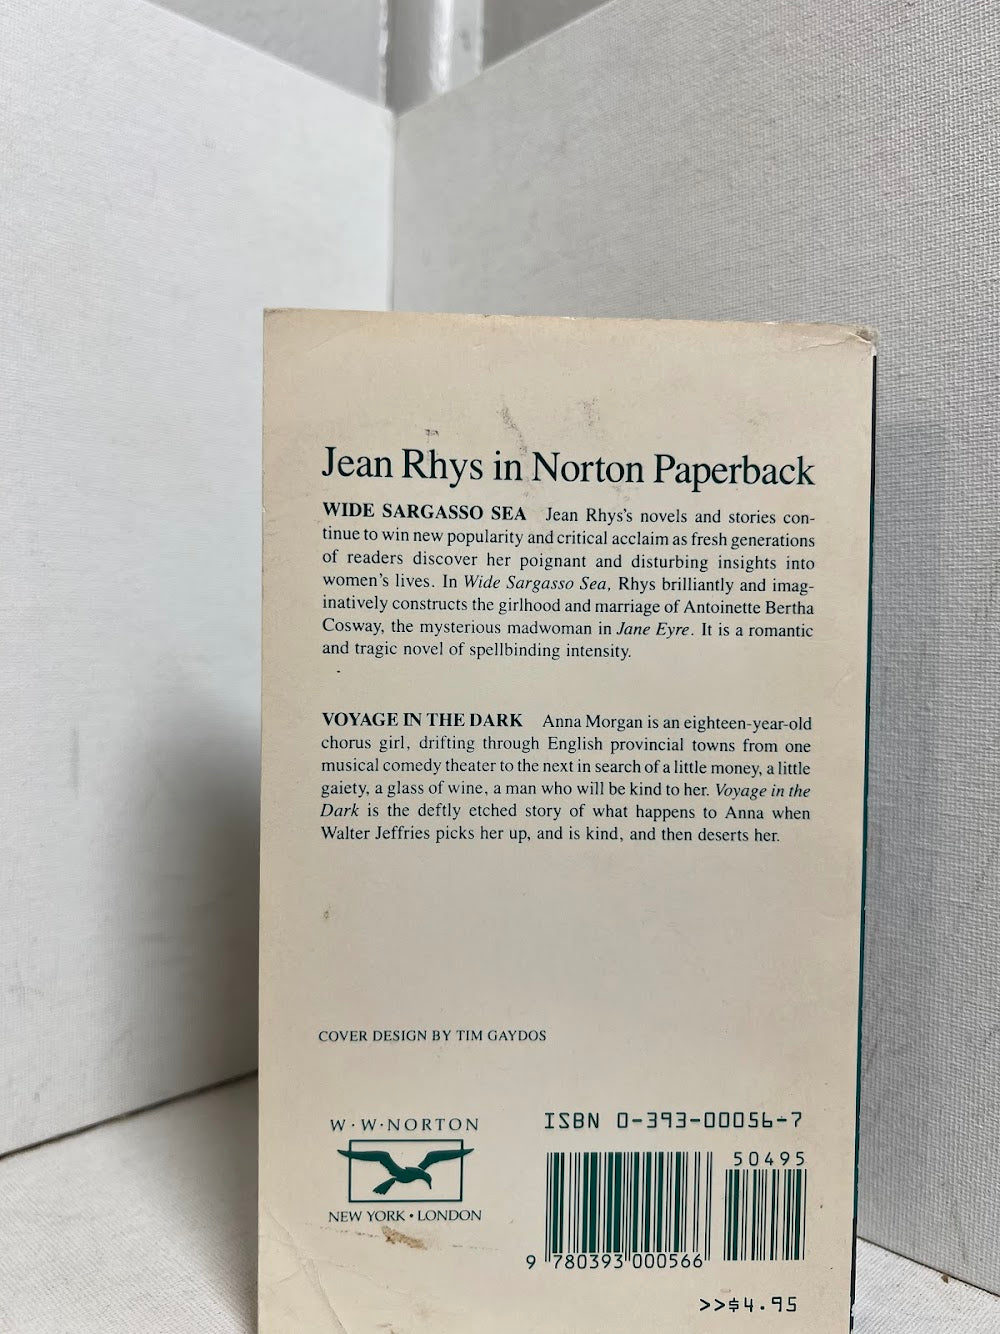 Jean Rhys in Norton Paperback
WIDE SARGASSO SEA Jean Rhys's novels and stories con-
tinue to win new popularity and critical acclaim as fresh generations
of readers discover her poignant and disturbing insights into
women's lives. In Wide Sargasso Sea, Rhys brilliantly and imag-
inatively constructs the girlhood and marriage of Antoinette Bertha
Cosway, the mysterious madwoman in Jane Eyre. It is a romantic
and tragic novel of spellbinding intensity.
VOYAGE IN THE DARK Anna Morgan is an eighteen-year-old
chorus girl, drifting through English provincial towns from one
musical comedy theater to the next in search of a little money, a little
gaiety, a glass of wine, a man who will be kind to her. Voyage in the
Dark is the deftly etched story of what happens to Anna when
Walter Jeffries picks her up, and is kind, and then deserts her.
COVER DESIGN BY TIM GAYDOS
W·W·NORTON
NEW YORK • LONDON
ISBN 0-393-00056-7
50495
9 780393 000566
>>$4.95